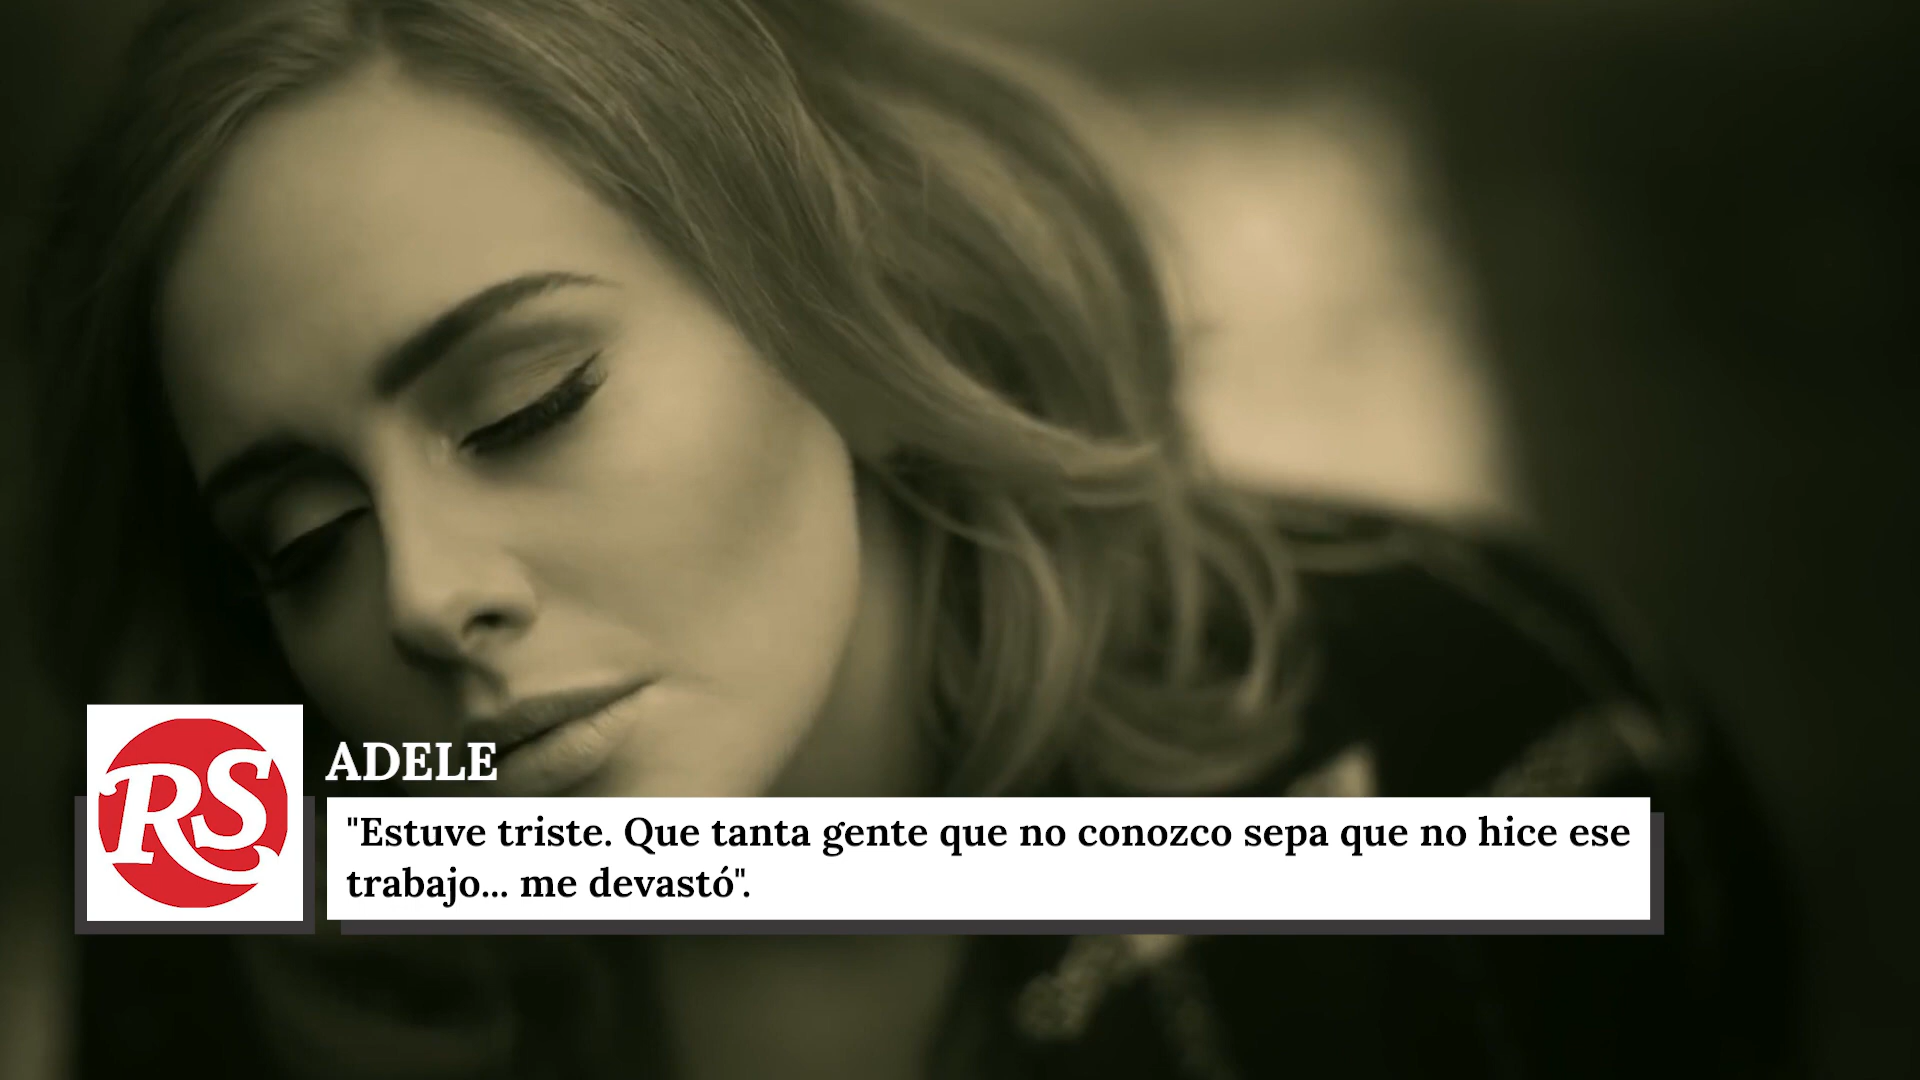 RS
ADELE
"Estuve triste. Que tanta gente que no conozco sepa que no hice ese
trabajo... me devastó".